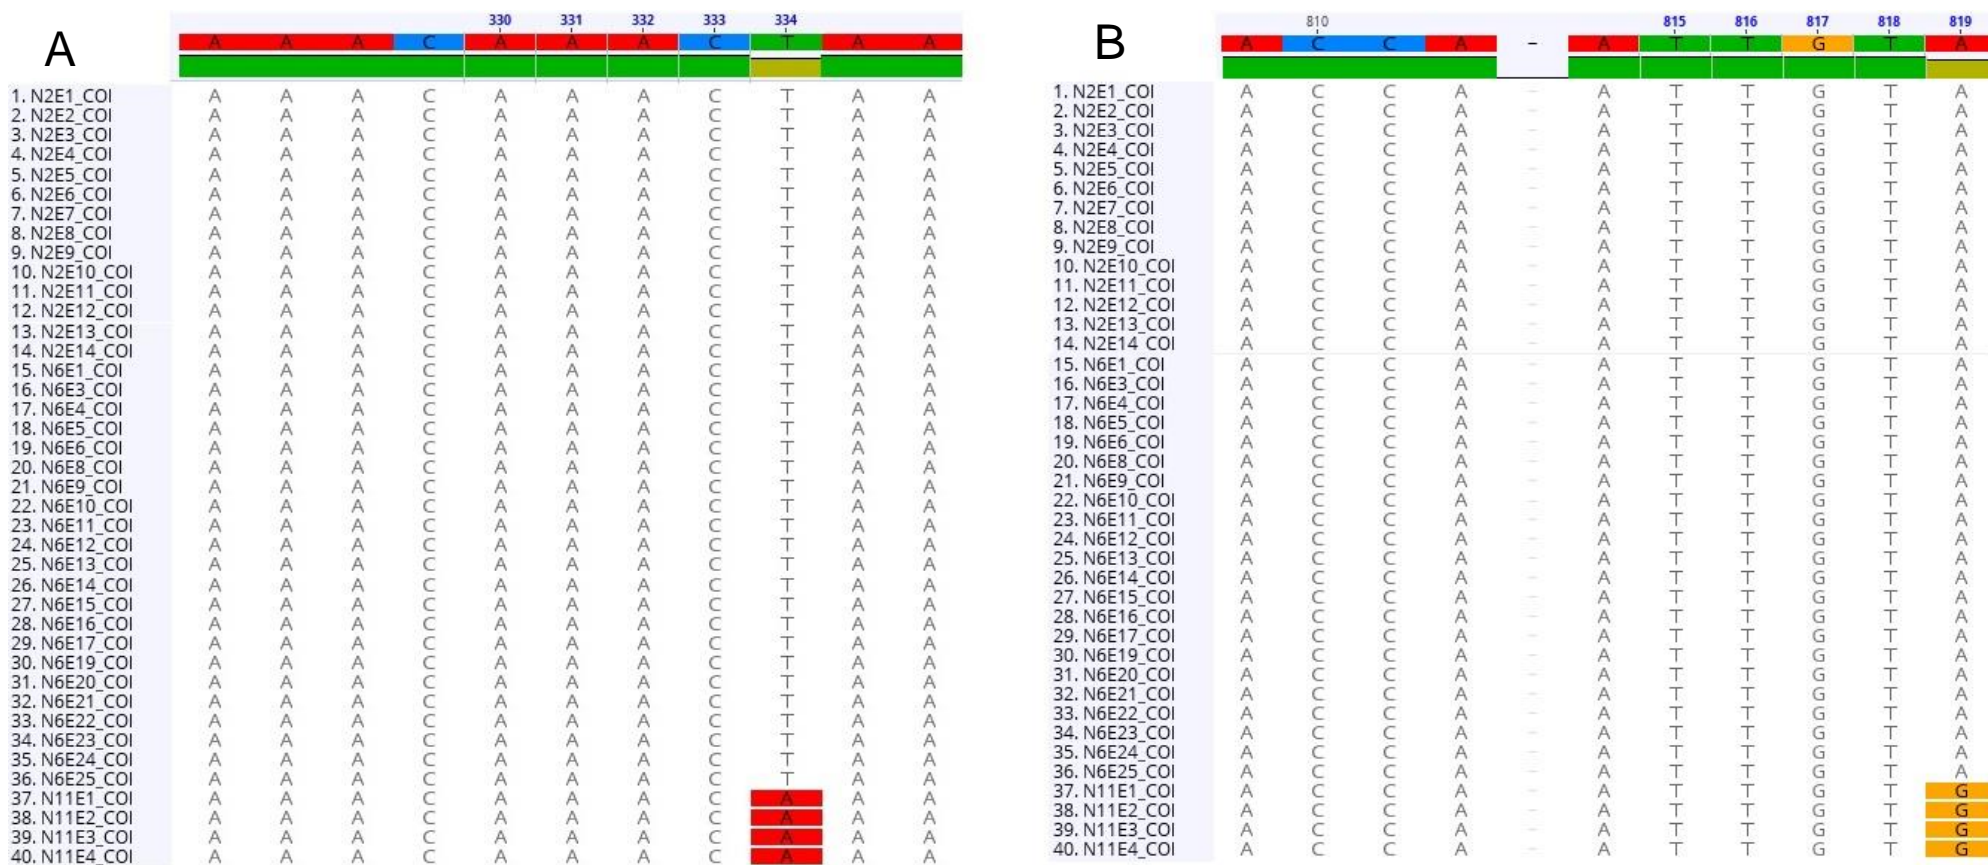 A
330 331 332 333 334
A A A C A A A C T A A
1. N2E1_COI A A A C A A A C T A A
2. N2E2_COI A A A C A A A C T A A
3. N2E3_COI A A A C A A A C T A A
4. N2E4_COI A A A C A A A C T A A
5. N2E5_COI A A A C A A A C T A A
6. N2E6_COI A A A C A A A C T A A
7. N2E7_COI A A A C A A A C T A A
8. N2E8_COI A A A C A A A C T A A
9. N2E9_COI A A A C A A A C T A A
10. N2E10_COI A A A C A A A C T A A
11. N2E11_COI A A A C A A A C T A A
12. N2E12_COI A A A C A A A C T A A
13. N2E13_COI A A A C A A A C T A A
14. N2E14_COI A A A C A A A C T A A
15. N6E1_COI A A A C A A A C T A A
16. N6E3_COI A A A C A A A C T A A
17. N6E4_COI A A A C A A A C T A A
18. N6E5_COI A A A C A A A C T A A
19. N6E6_COI A A A C A A A C T A A
20. N6E8_COI A A A C A A A C T A A
21. N6E9_COI A A A C A A A C T A A
22. N6E10_COI A A A C A A A C T A A
23. N6E11_COI A A A C A A A C T A A
24. N6E12_COI A A A C A A A C T A A
25. N6E13_COI A A A C A A A C T A A
26. N6E14_COI A A A C A A A C T A A
27. N6E15_COI A A A C A A A C T A A
28. N6E16_COI A A A C A A A C T A A
29. N6E17_COI A A A C A A A C T A A
30. N6E19_COI A A A C A A A C T A A
31. N6E20_COI A A A C A A A C T A A
32. N6E21_COI A A A C A A A C T A A
33. N6E22_COI A A A C A A A C T A A
34. N6E23_COI A A A C A A A C T A A
35. N6E24_COI A A A C A A A C T A A
36. N6E25_COI A A A C A A A C T A A
37. N11E1_COI A A A C A A A C A A A
38. N11E2_COI A A A C A A A C A A A
39. N11E3_COI A A A C A A A C A A A
40. N11E4_COI A A A C A A A C A A A
B
810 815 816 817 818 819
A C C A - A T T G T A
1. N2E1_COI A C C A - A T T G T A
2. N2E2_COI A C C A - A T T G T A
3. N2E3_COI A C C A - A T T G T A
4. N2E4_COI A C C A - A T T G T A
5. N2E5_COI A C C A - A T T G T A
6. N2E6_COI A C C A - A T T G T A
7. N2E7_COI A C C A - A T T G T A
8. N2E8_COI A C C A - A T T G T A
9. N2E9_COI A C C A - A T T G T A
10. N2E10_COI A C C A - A T T G T A
11. N2E11_COI A C C A - A T T G T A
12. N2E12_COI A C C A - A T T G T A
13. N2E13_COI A C C A - A T T G T A
14. N2E14_COI A C C A - A T T G T A
15. N6E1_COI A C C A - A T T G T A
16. N6E3_COI A C C A - A T T G T A
17. N6E4_COI A C C A - A T T G T A
18. N6E5_COI A C C A - A T T G T A
19. N6E6_COI A C C A - A T T G T A
20. N6E8_COI A C C A - A T T G T A
21. N6E9_COI A C C A - A T T G T A
22. N6E10_COI A C C A - A T T G T A
23. N6E11_COI A C C A - A T T G T A
24. N6E12_COI A C C A - A T T G T A
25. N6E13_COI A C C A - A T T G T A
26. N6E14_COI A C C A - A T T G T A
27. N6E15_COI A C C A - A T T G T A
28. N6E16_COI A C C A - A T T G T A
29. N6E17_COI A C C A - A T T G T A
30. N6E19_COI A C C A - A T T G T A
31. N6E20_COI A C C A - A T T G T A
32. N6E21_COI A C C A - A T T G T A
33. N6E22_COI A C C A - A T T G T A
34. N6E23_COI A C C A - A T T G T A
35. N6E24_COI A C C A - A T T G T A
36. N6E25_COI A C C A - A T T G T A
37. N11E1_COI A C C A - A T T G T G
38. N11E2_COI A C C A - A T T G T G
39. N11E3_COI A C C A - A T T G T G
40. N11E4_COI A C C A - A T T G T G